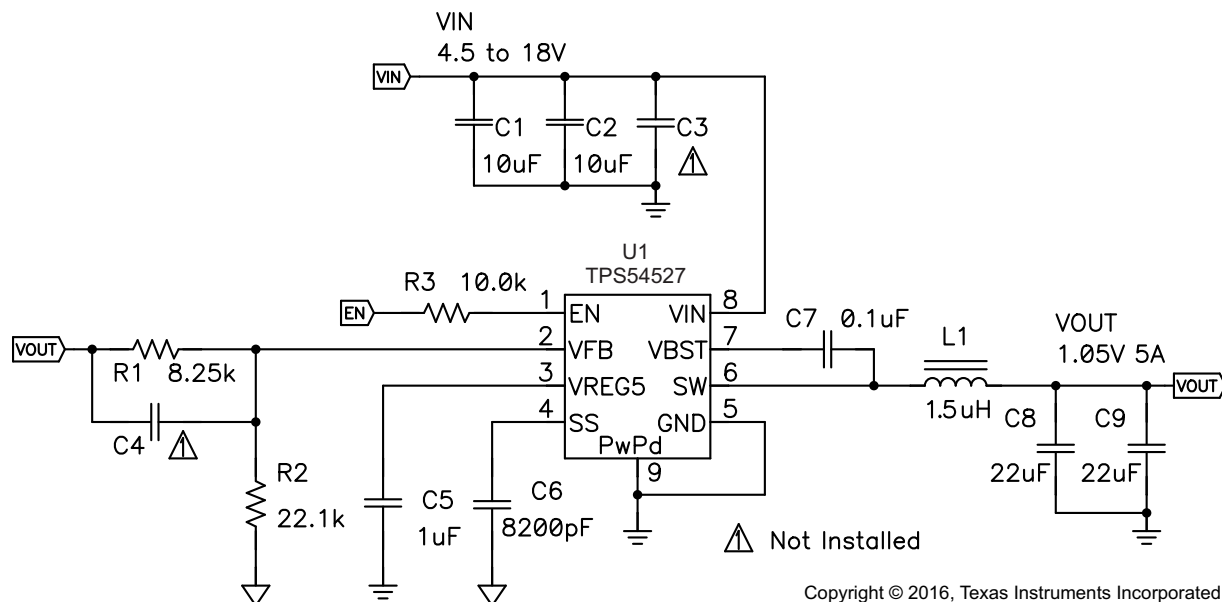 VIN
4.5 to 18V
VIN
C1
C2
C3
10uF
10uF
1
U1
TPS54527
R3 10.0k
EN
1
EN
VIN
8
C7
0.1uF
VOUT
R1
8.25k
2
VFB
VBST
7
L1
VOUT
1.05V 5A
3
VREG5
SW
6
1.5uH
VOUT
C4
1
4
SS
GND
5
C8
C9
PwPd
9
22uF
22uF
R2
22.1k
C5
1uF
C6
8200pF
1 Not Installed
Copyright © 2016, Texas Instruments Incorporated